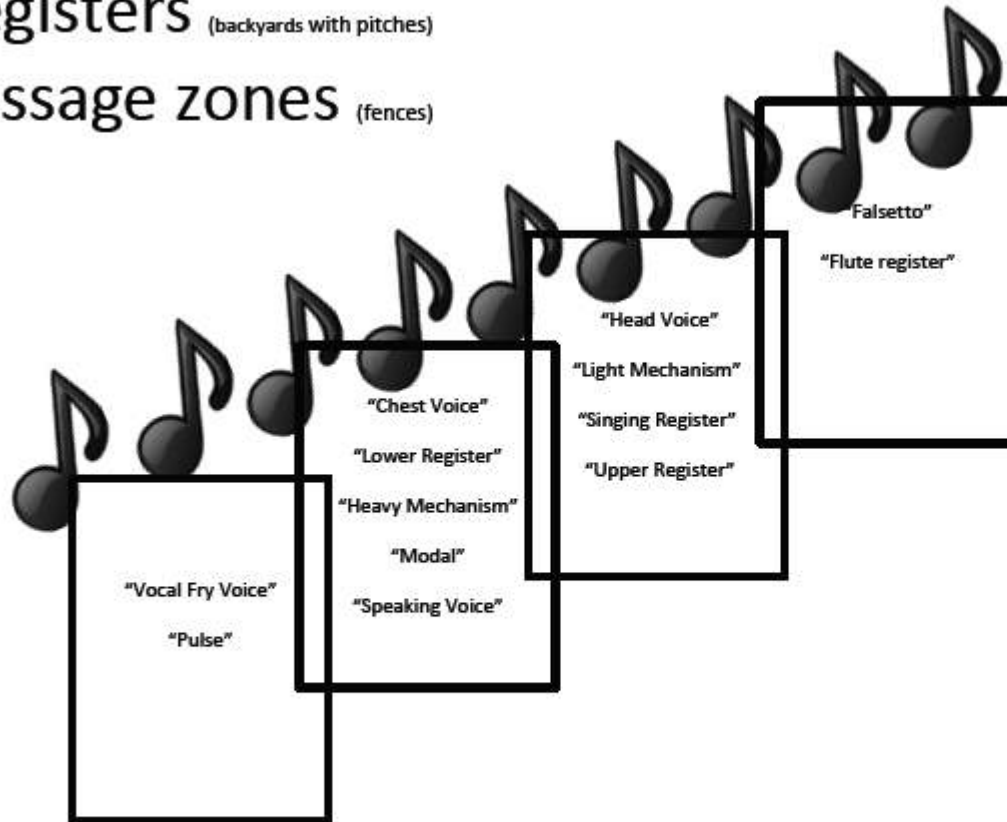 egisters (backyards with pitches)
ssage zones (fences)
“Falsetto”
“Flute register”
“Head Voice”
“Light Mechanism”
“Singing Register”
“Upper Register”
“Chest Voice”
“Lower Register”
“Heavy Mechanism”
“Modal”
“Speaking Voice”
“Vocal Fry Voice”
“Pulse”